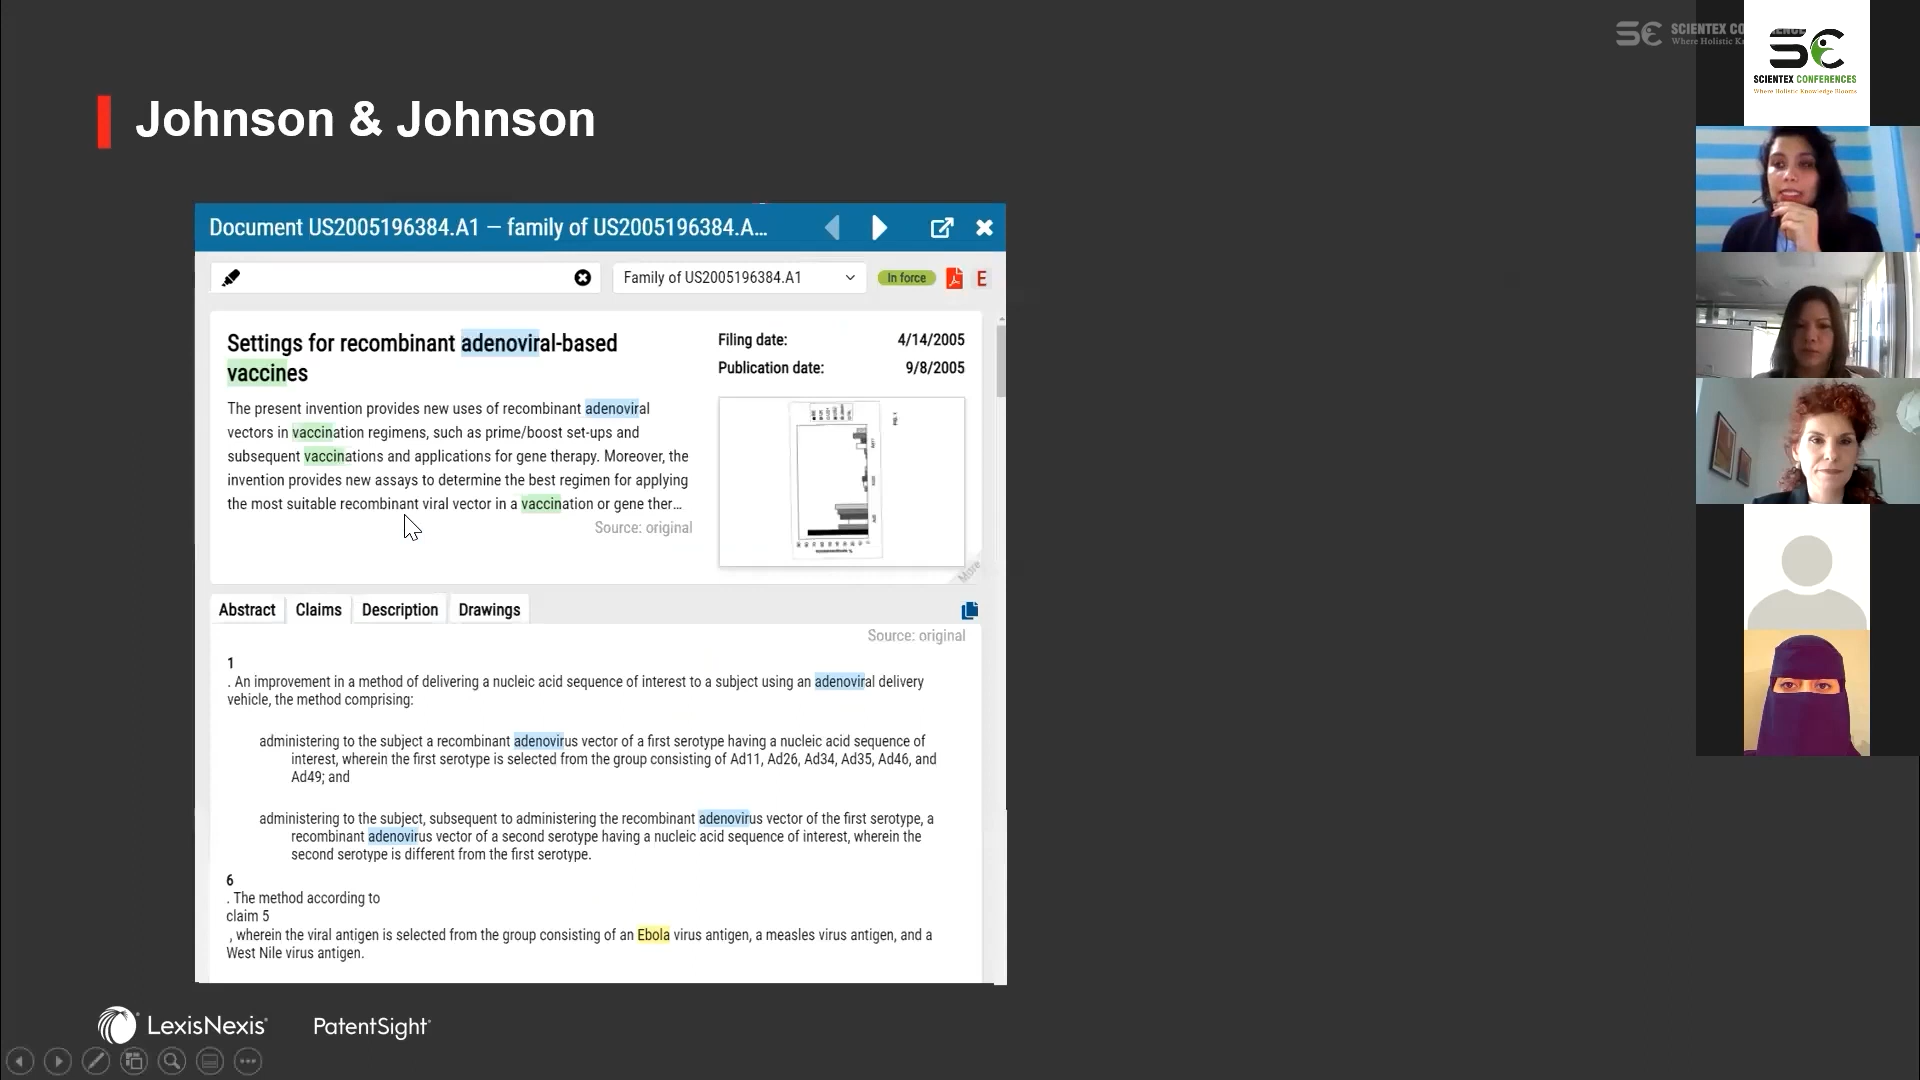 SCIENTEX CO
Where Holistic K
SCIENTEX CONFERENCES
Where Holistic Knowledge Blooms
Johnson & Johnson
Document US2005196384.A1 — family of US2005196384.A...
Family of US2005196384.A1
In force
E
Settings for recombinant adenoviral-based
vaccines
Filing date: 4/14/2005
Publication date: 9/8/2005
The present invention provides new uses of recombinant adenoviral
vectors in vaccination regimens, such as prime/boost set-ups and
subsequent vaccinations and applications for gene therapy. Moreover, the
invention provides new assays to determine the best regimen for applying
the most suitable recombinant viral vector in a vaccination or gene ther...
Source: original
More
Abstract Claims Description Drawings
Source: original
1
. An improvement in a method of delivering a nucleic acid sequence of interest to a subject using an adenoviral delivery
vehicle, the method comprising:
administering to the subject a recombinant adenovirus vector of a first serotype having a nucleic acid sequence of
interest, wherein the first serotype is selected from the group consisting of Ad11, Ad26, Ad34, Ad35, Ad46, and
Ad49; and
administering to the subject, subsequent to administering the recombinant adenovirus vector of the first serotype, a
recombinant adenovirus vector of a second serotype having a nucleic acid sequence of interest, wherein the
second serotype is different from the first serotype.
6
. The method according to
claim 5
, wherein the viral antigen is selected from the group consisting of an Ebola virus antigen, a measles virus antigen, and a
West Nile virus antigen.
LexisNexis PatentSight